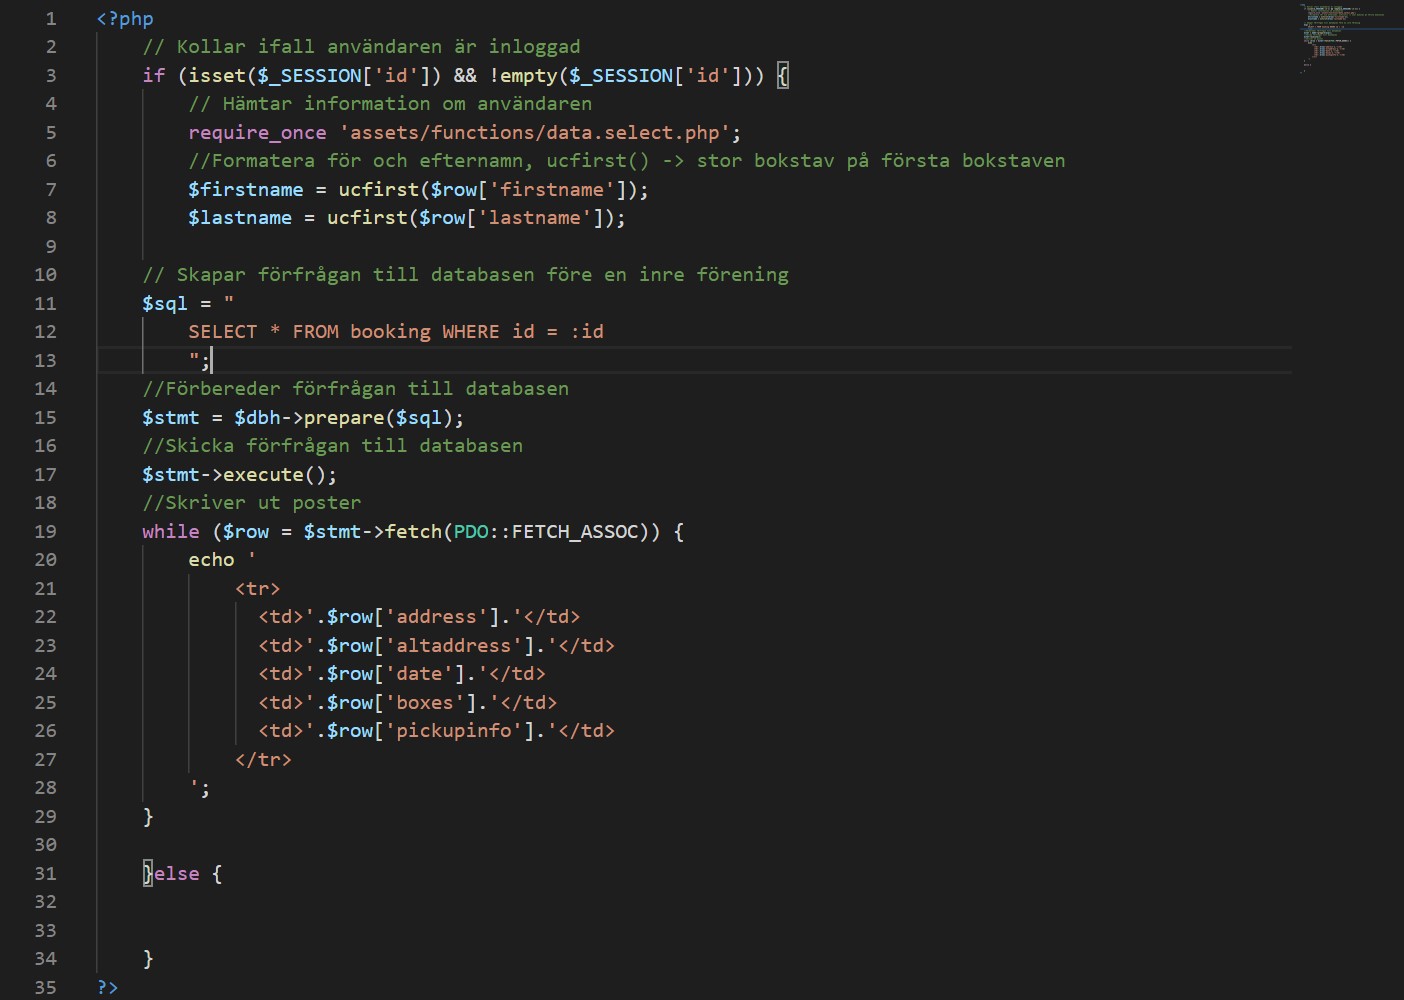 1 <?php
2 // Kollar ifall användaren är inloggad
3 if (isset($_SESSION['id']) && !empty($_SESSION['id'])) {
4 // Hämtar information om användaren
5 require_once 'assets/functions/data.select.php';
6 //Formatera för och efternamn, ucfirst() -> stor bokstav på första bokstaven
7 $firstname = ucfirst($row['firstname']);
8 $lastname = ucfirst($row['lastname']);
9
10 // Skapar förfrågan till databasen före en inre förening
11 $sql = "
12 SELECT * FROM booking WHERE id = :id
13 ";
14 //Förbereder förfrågan till databasen
15 $stmt = $dbh->prepare($sql);
16 //Skicka förfrågan till databasen
17 $stmt->execute();
18 //Skriver ut poster
19 while ($row = $stmt->fetch(PDO::FETCH_ASSOC)) {
20 echo '
21 <tr>
22 <td>'.$row['address'].'</td>
23 <td>'.$row['altaddress'].'</td>
24 <td>'.$row['date'].'</td>
25 <td>'.$row['boxes'].'</td>
26 <td>'.$row['pickupinfo'].'</td>
27 </tr>
28 ';
29 }
30
31 }else {
32
33
34 }
35 ?>